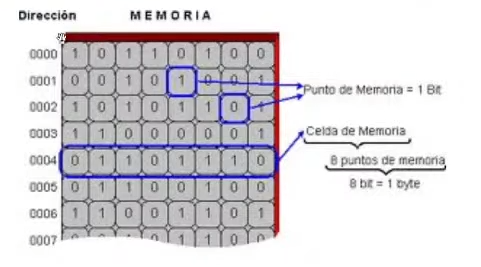 Dirección MEMORIA
0000 1 0 1 1 0 1 0 0
0001 0 0 1 0 1 0 0 1
0002 1 0 1 0 1 1 0 1
0003 1 1 0 0 0 0 0 1
0004 0 1 1 0 1 1 1 0
0005 0 1 1 0 0 1 0 0
0006 1 1 0 0 1 1 0 1
0007
Punto de Memoria = 1 Bit
Celda de Memoria
8 puntos de memoria
8 bit = 1 byte